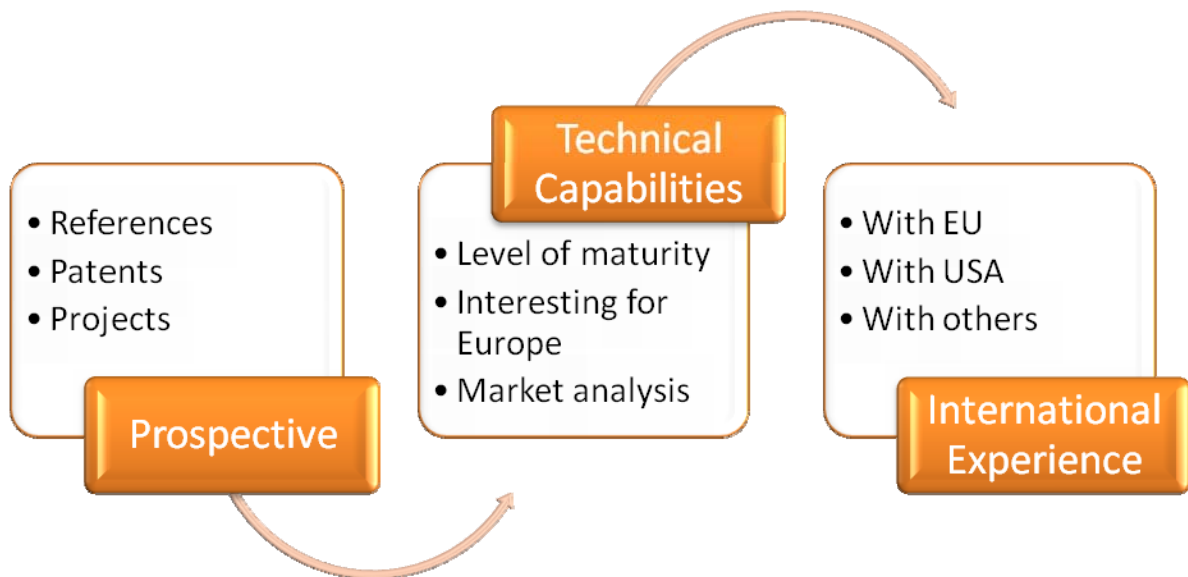 • References
• Patents
• Projects
Prospective
Technical
Capabilities
• Level of maturity
• Interesting for
Europe
• Market analysis
• With EU
• With USA
• With others
International
Experience